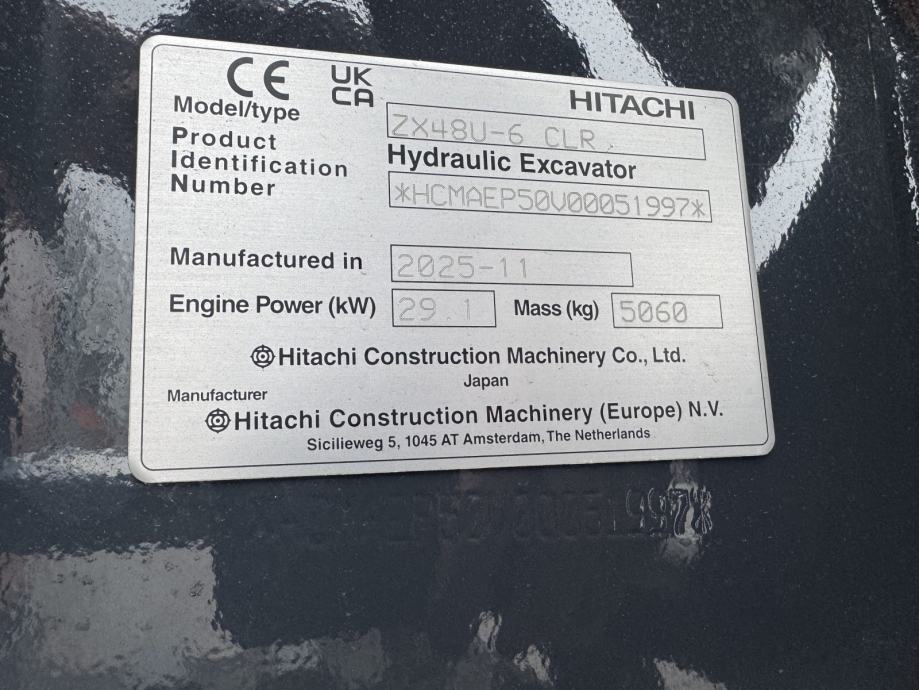 CE UK CA HITACHI
Model/type ZX48U-6 CLR
Hydraulic Excavator
Product Identification Number *HCMAEP50V00051997*
Manufactured in 2025-11
Engine Power (kW) 29.1 Mass (kg) 5060
Hitachi Construction Machinery Co., Ltd.
Japan
Manufacturer
Hitachi Construction Machinery (Europe) N.V.
Sicilieweg 5, 1045 AT Amsterdam, The Netherlands